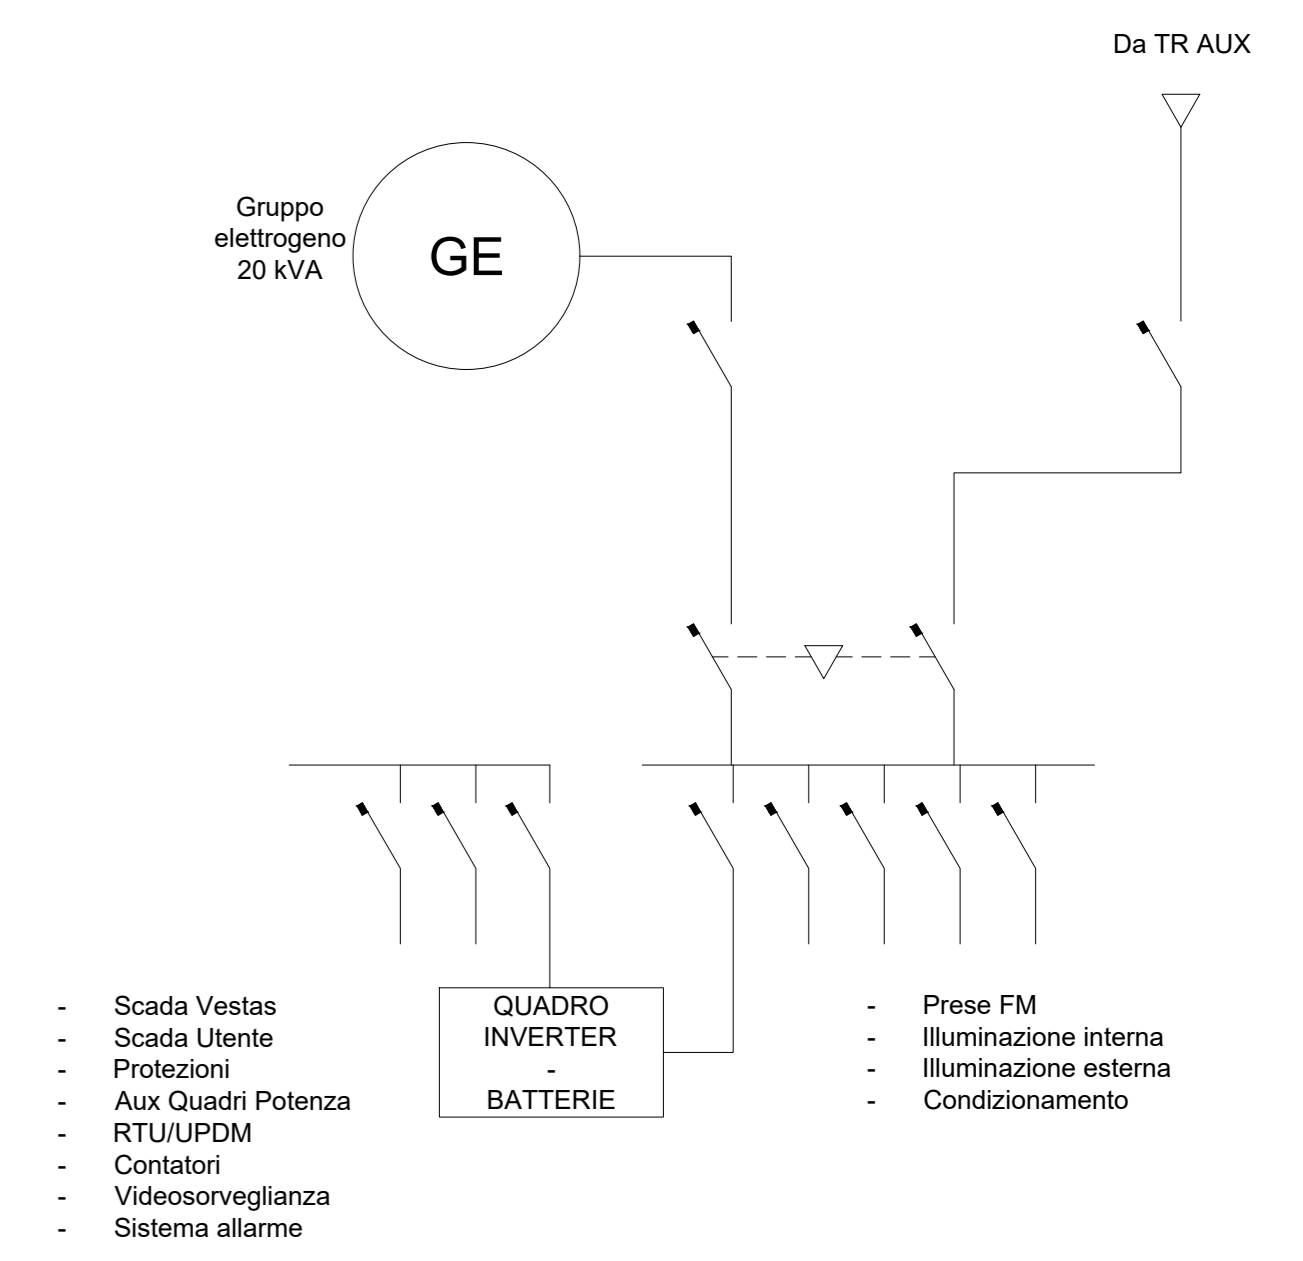 Da TR AUX
Gruppo
elettrogeno
20 kVA
GE
- Scada Vestas
- Scada Utente
- Protezioni
- Aux Quadri Potenza
- RTU/UPDM
- Contatori
- Videosorveglianza
- Sistema allarme
QUADRO
INVERTER
-
BATTERIE
- Prese FM
- Illuminazione interna
- Illuminazione esterna
- Condizionamento